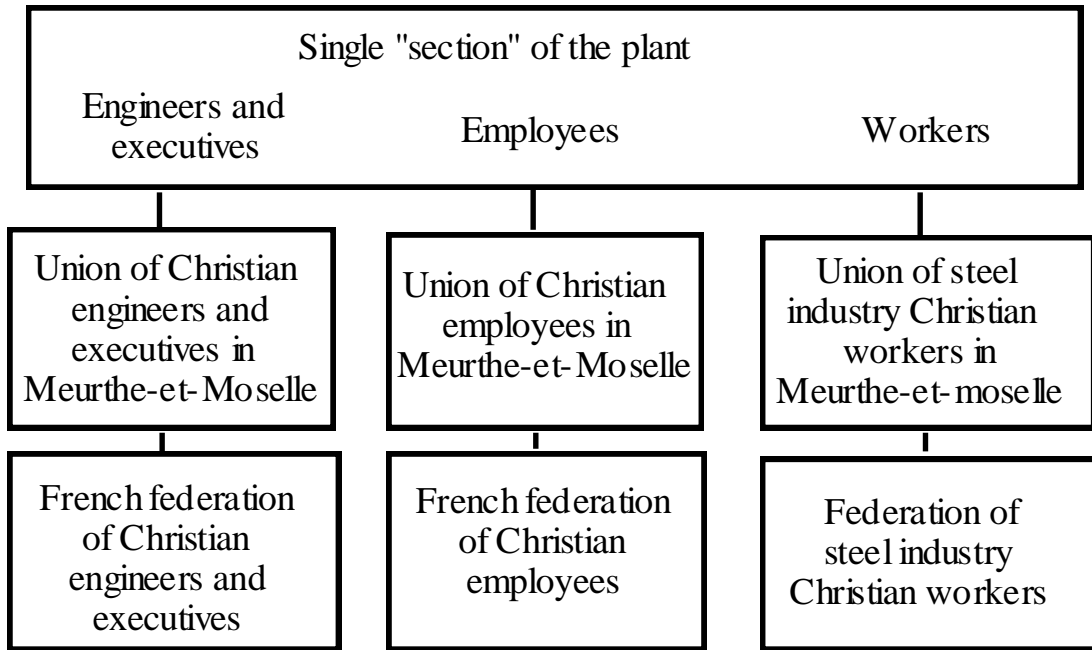 Single "section" of the plant
Engineers and
executives
Employees
Workers
Union of Christian
engineers and
executives in
Meurthe-et-Moselle
Union of Christian
employees in
Meurthe-et-Moselle
Union of steel
industry Christian
workers in
Meurthe-et-moselle
French federation
of Christian
engineers and
executives
French federation
of Christian
employees
Federation of
steel industry
Christian workers